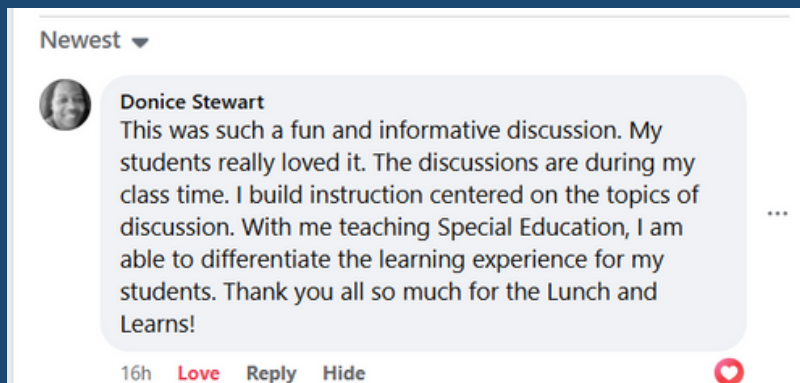 Newest
Donice Stewart
This was such a fun and informative discussion. My
students really loved it. The discussions are during my
class time. I build instruction centered on the topics of
discussion. With me teaching Special Education, I am
able to differentiate the learning experience for my
students. Thank you all so much for the Lunch and
Learns!
16h Love Reply Hide